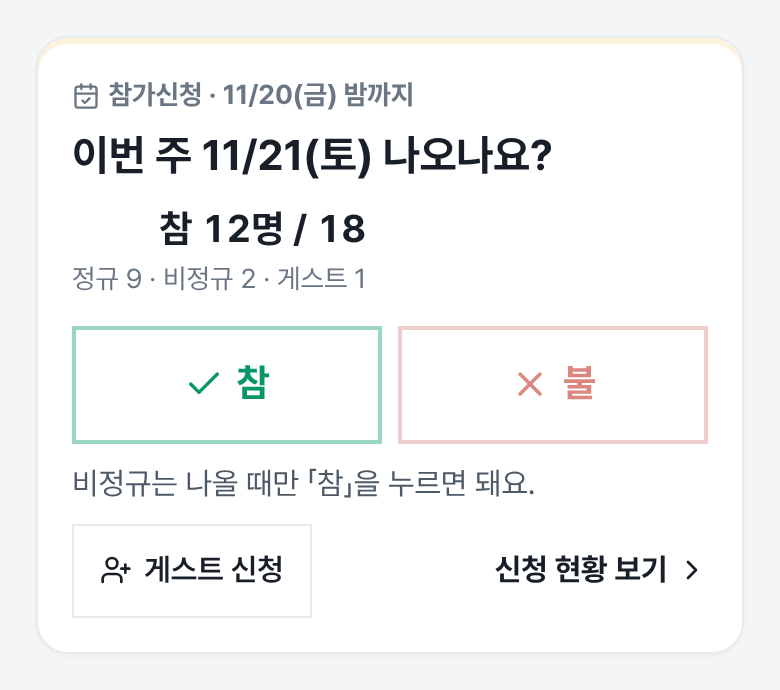 참가신청 · 11/20(금) 밤까지
이번 주 11/21(토) 나오나요?
참 12명 / 18
정규 9 · 비정규 2 · 게스트 1
참
불
비정규는 나올 때만 「참」을 누르면 돼요.
게스트 신청
신청 현황 보기